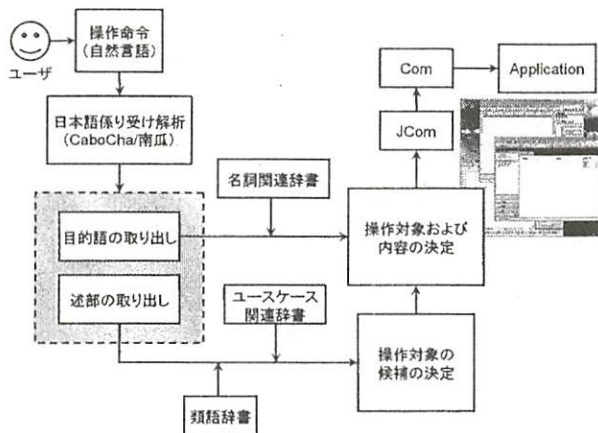 ユーザ
操作命令
(自然言語)
日本語係り受け解析
(CaboCha/南瓜)
目的語の取り出し
述部の取り出し
名詞関連辞書
ユースケース
関連辞書
類語辞書
操作対象および
内容の決定
操作対象の
候補の決定
JCom
Com
Application